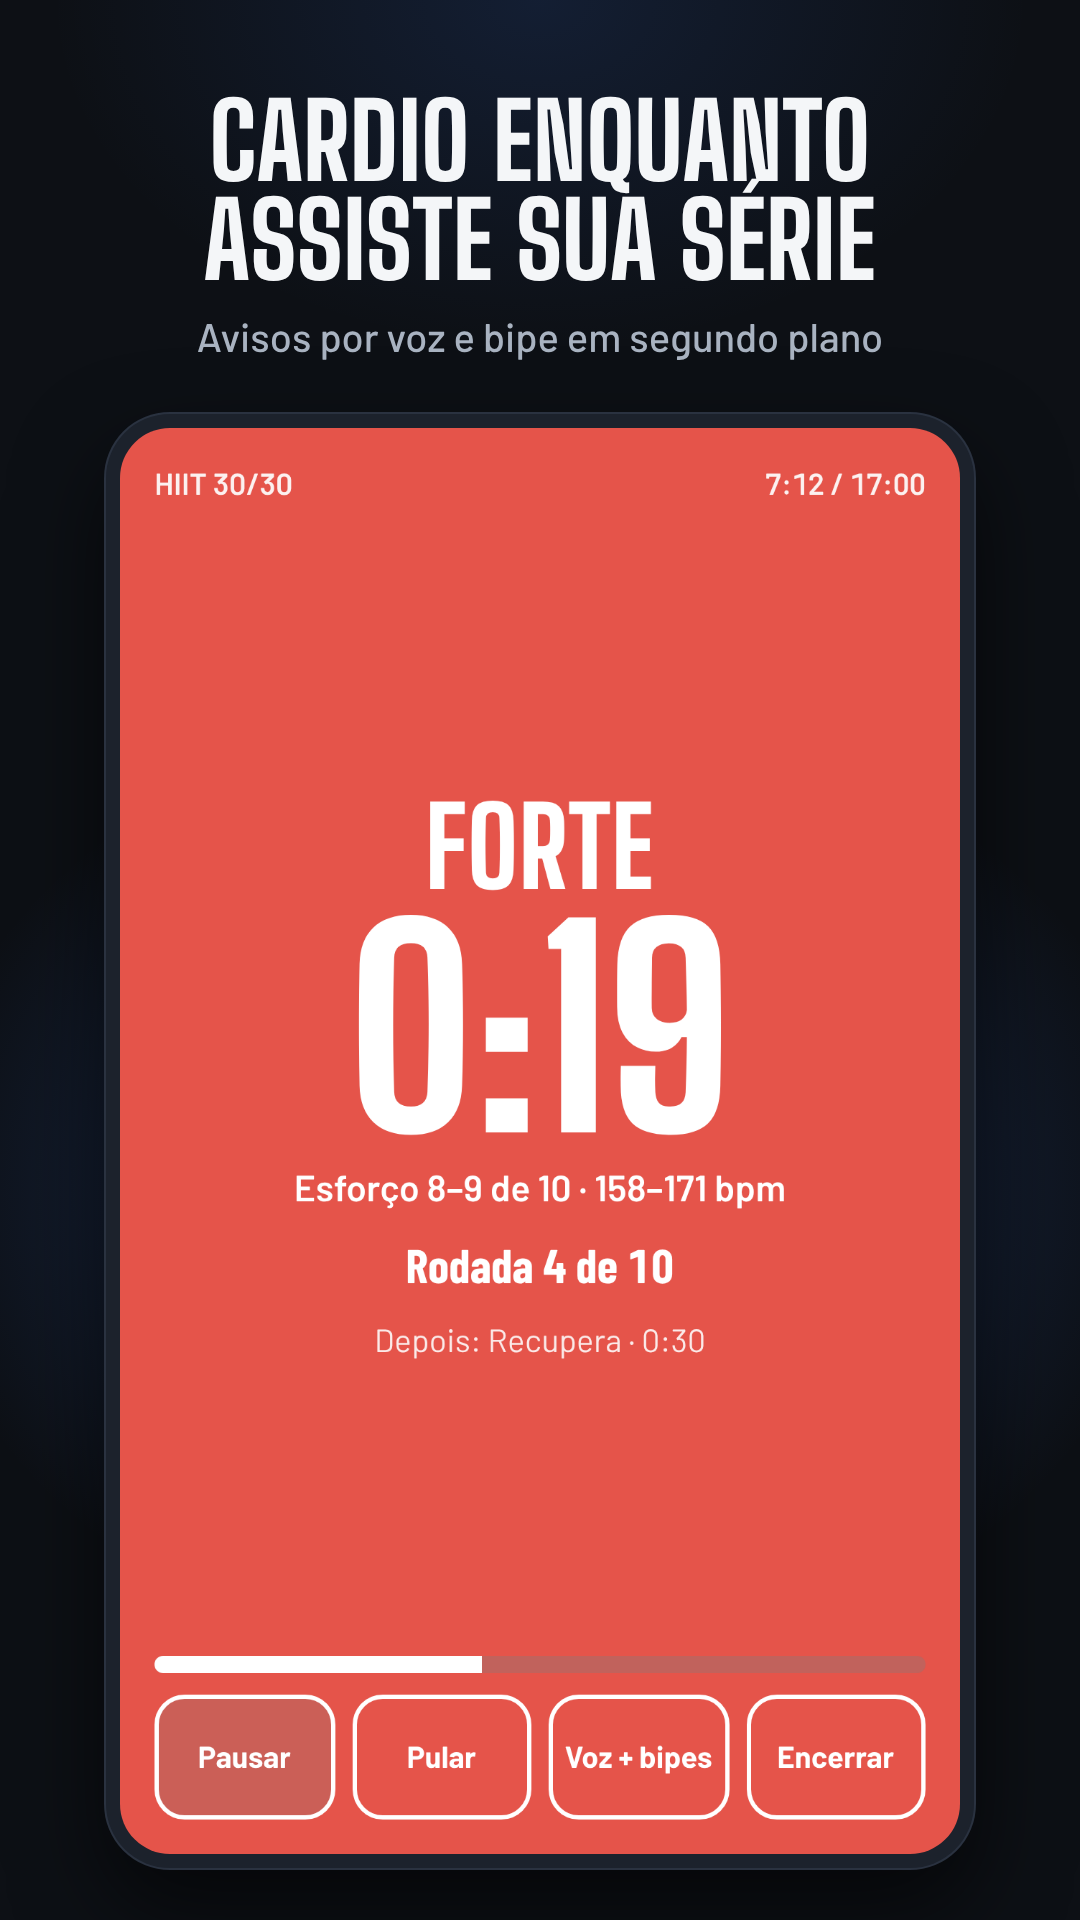 CARDIO ENQUANTO
ASSISTE SUA SÉRIE
Avisos por voz e bipe em segundo plano
HIIT 30/30
7:12 / 17:00
FORTE
0:19
Esforço 8–9 de 10 · 158–171 bpm
Rodada 4 de 10
Depois: Recupera · 0:30
Pausar
Pular
Voz + bipes
Encerrar